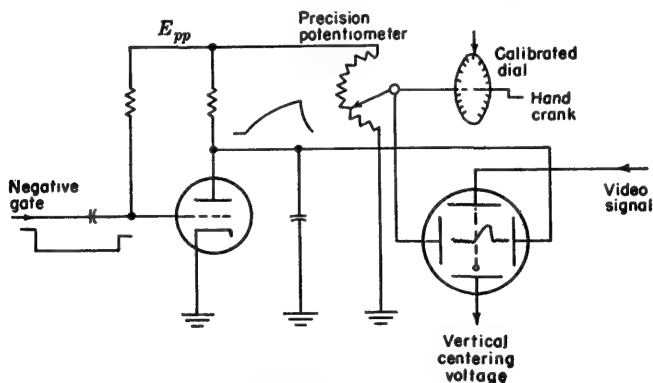 Precision
potentiometer
E_pp
Calibrated
dial
Hand
crank
Negative
gate
Video
signal
Vertical
centering
voltage